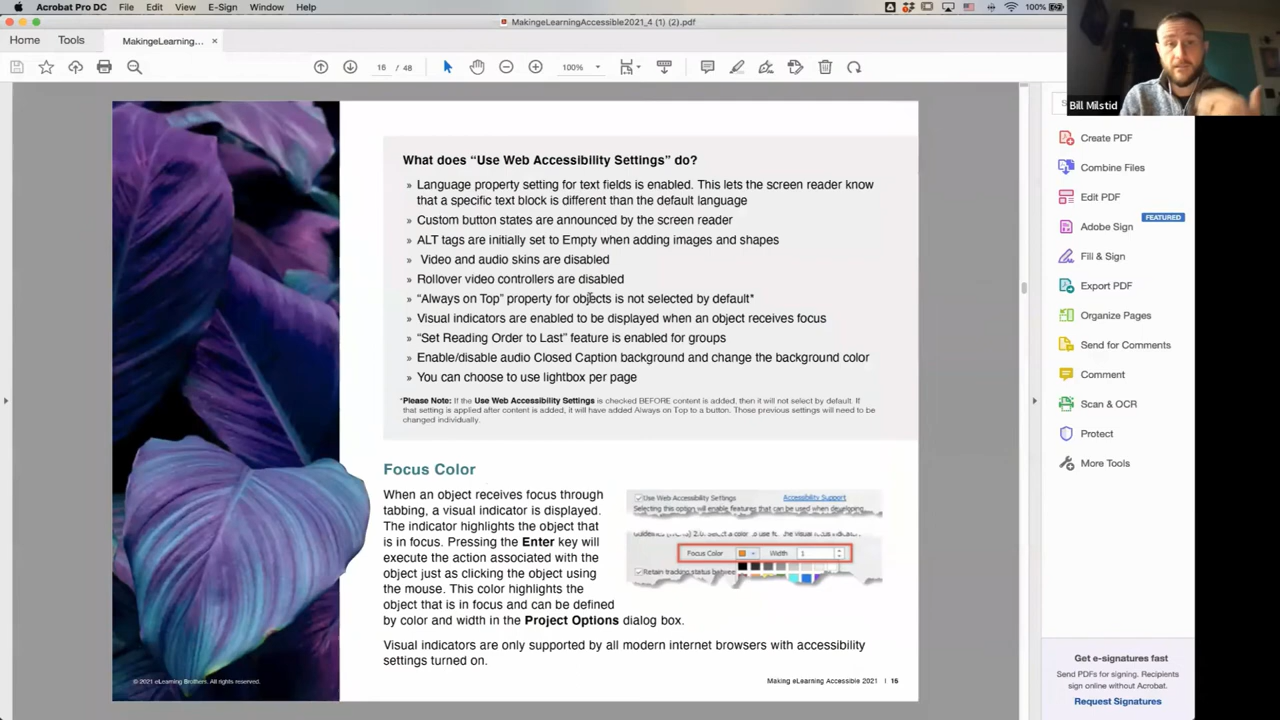 Acrobat Pro DC File Edit View E-Sign Window Help
100%
MakingeLearningAccessible2021_4 (1) (2).pdf
Home Tools MakingeLearning...
16 / 48
100%
Bill Milstid
What does “Use Web Accessibility Settings” do?
» Language property setting for text fields is enabled. This lets the screen reader know
that a specific text block is different than the default language
» Custom button states are announced by the screen reader
» ALT tags are initially set to Empty when adding images and shapes
» Video and audio skins are disabled
» Rollover video controllers are disabled
» “Always on Top” property for objects is not selected by default*
» Visual indicators are enabled to be displayed when an object receives focus
» “Set Reading Order to Last” feature is enabled for groups
» Enable/disable audio Closed Caption background and change the background color
» You can choose to use lightbox per page
*Please Note: If the Use Web Accessibility Settings is checked BEFORE content is added, then it will not select by default. If
that setting is applied after content is added, it will have added Always on Top to a button. Those previous settings will need to be
changed individually.
Focus Color
When an object receives focus through
tabbing, a visual indicator is displayed.
The indicator highlights the object that
is in focus. Pressing the Enter key will
execute the action associated with the
object just as clicking the object using
the mouse. This color highlights the
object that is in focus and can be defined
by color and width in the Project Options dialog box.
Use Web Accessibility Settings Accessibility Support
Selecting this option will enable features that can be used when developing
Focus Color Width 1
Retain tracking status between
Visual indicators are only supported by all modern internet browsers with accessibility
settings turned on.
© 2021 eLearning Brothers. All rights reserved.
Making eLearning Accessible 2021 | 16
Create PDF
Combine Files
Edit PDF
Adobe Sign FEATURED
Fill & Sign
Export PDF
Organize Pages
Send for Comments
Comment
Scan & OCR
Protect
More Tools
Get e-signatures fast
Send PDFs for signing. Recipients
sign online without Acrobat.
Request Signatures